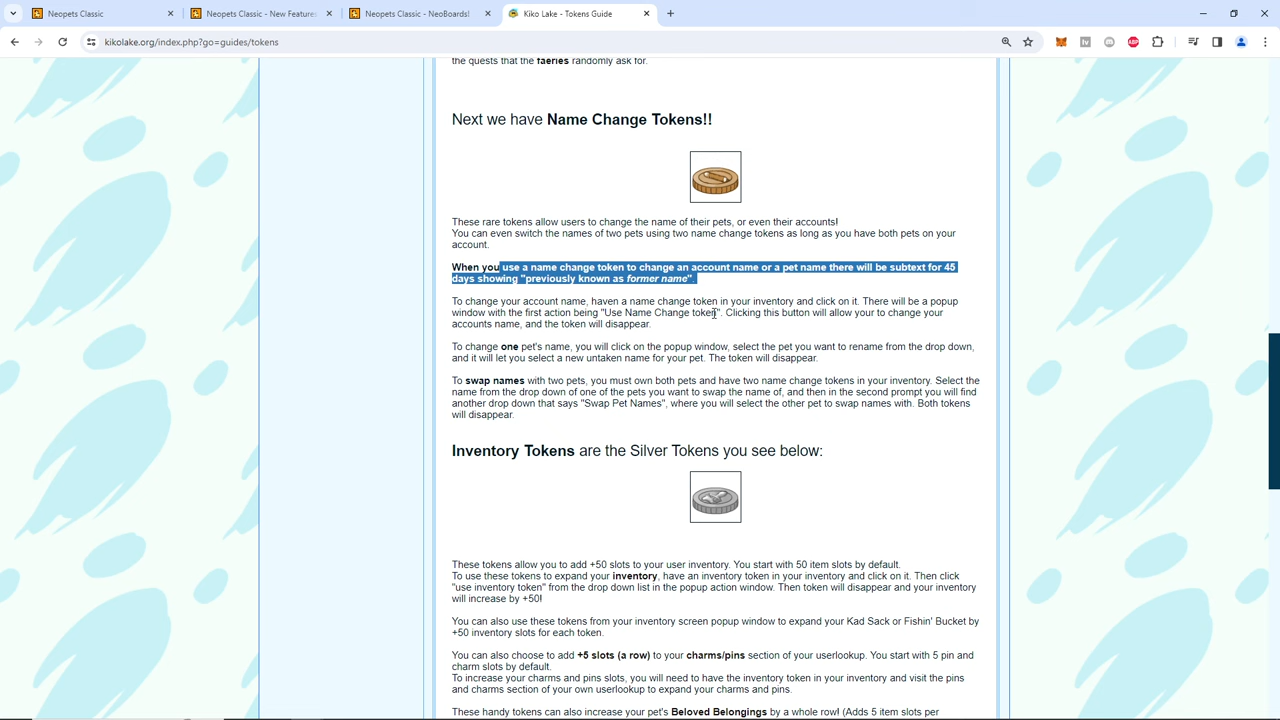 Neopets Classic
Neopets Classic - New Features
Neopets Classic - NeoBoards!
Kiko Lake - Tokens Guide
kikolake.org/index.php?go=guides/tokens
the quests that the faeries randomly ask for.
Next we have Name Change Tokens!!
These rare tokens allow users to change the name of their pets, or even their accounts!
You can even switch the names of two pets using two name change tokens as long as you have both pets on your
account.
When you use a name change token to change an account name or a pet name there will be subtext for 45
days showing "previously known as former name".
To change your account name, haven a name change token in your inventory and click on it. There will be a popup
window with the first action being "Use Name Change token". Clicking this button will allow your to change your
accounts name, and the token will disappear.
To change one pet's name, you will click on the popup window, select the pet you want to rename from the drop down,
and it will let you select a new untaken name for your pet. The token will disappear.
To swap names with two pets, you must own both pets and have two name change tokens in your inventory. Select the
name from the drop down of one of the pets you want to swap the name of, and then in the second prompt you will find
another drop down that says "Swap Pet Names", where you will select the other pet to swap names with. Both tokens
will disappear.
Inventory Tokens are the Silver Tokens you see below:
These tokens allow you to add +50 slots to your user inventory. You start with 50 item slots by default.
To use these tokens to expand your inventory, have an inventory token in your inventory and click on it. Then click
"use inventory token" from the drop down list in the popup action window. Then token will disappear and your inventory
will increase by +50!
You can also use these tokens from your inventory screen popup window to expand your Kad Sack or Fishin' Bucket by
+50 inventory slots for each token.
You can also choose to add +5 slots (a row) to your charms/pins section of your userlookup. You start with 5 pin and
charm slots by default.
To increase your charms and pins slots, you will need to have the inventory token in your inventory and visit the pins
and charms section of your own userlookup to expand your charms and pins.
These handy tokens can also increase your pet's Beloved Belongings by a whole row! (Adds 5 item slots per